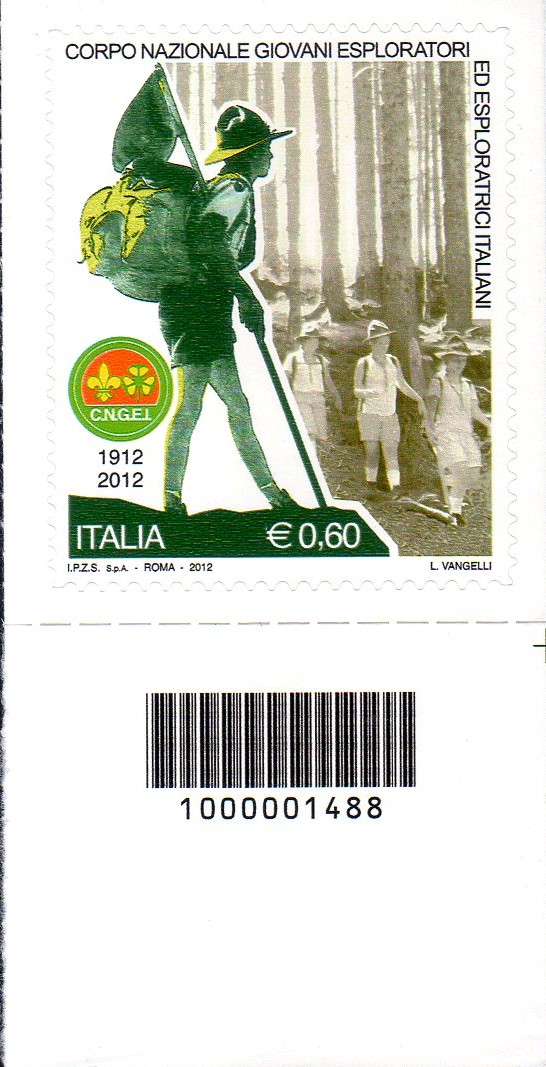 CORPO NAZIONALE GIOVANI ESPLORATORI
ED ESPLORATRICI ITALIANI
C.N.G.E.I.
1912
2012
ITALIA
€ 0,60
I.P.Z.S. S.p.A. - ROMA - 2012
L. VANGELLI
1000001488